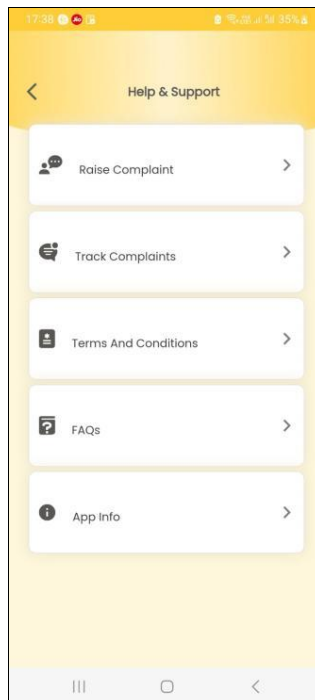 17:38
35%
Help & Support
Raise Complaint
Track Complaints
Terms And Conditions
FAQs
App Info